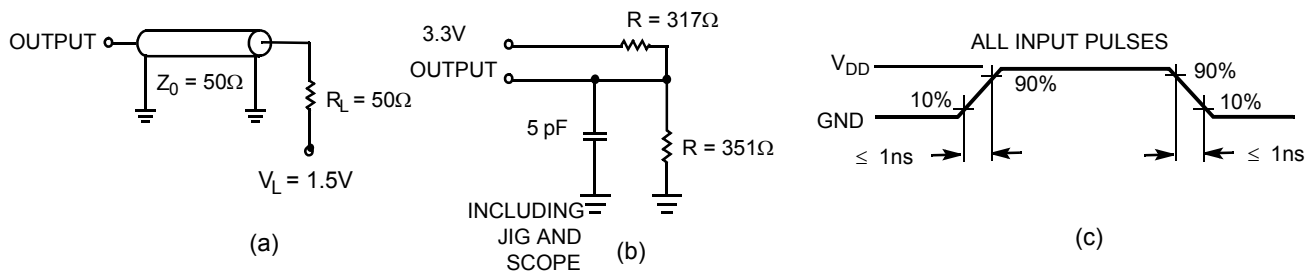 OUTPUT
Z0 = 50Ω
RL = 50Ω
VL = 1.5V
(a)
R = 317Ω
3.3V
OUTPUT
5 pF
R = 351Ω
INCLUDING
JIG AND
SCOPE
(b)
ALL INPUT PULSES
VDD
90%
90%
10%
10%
GND
≤ 1ns
≤ 1ns
(c)